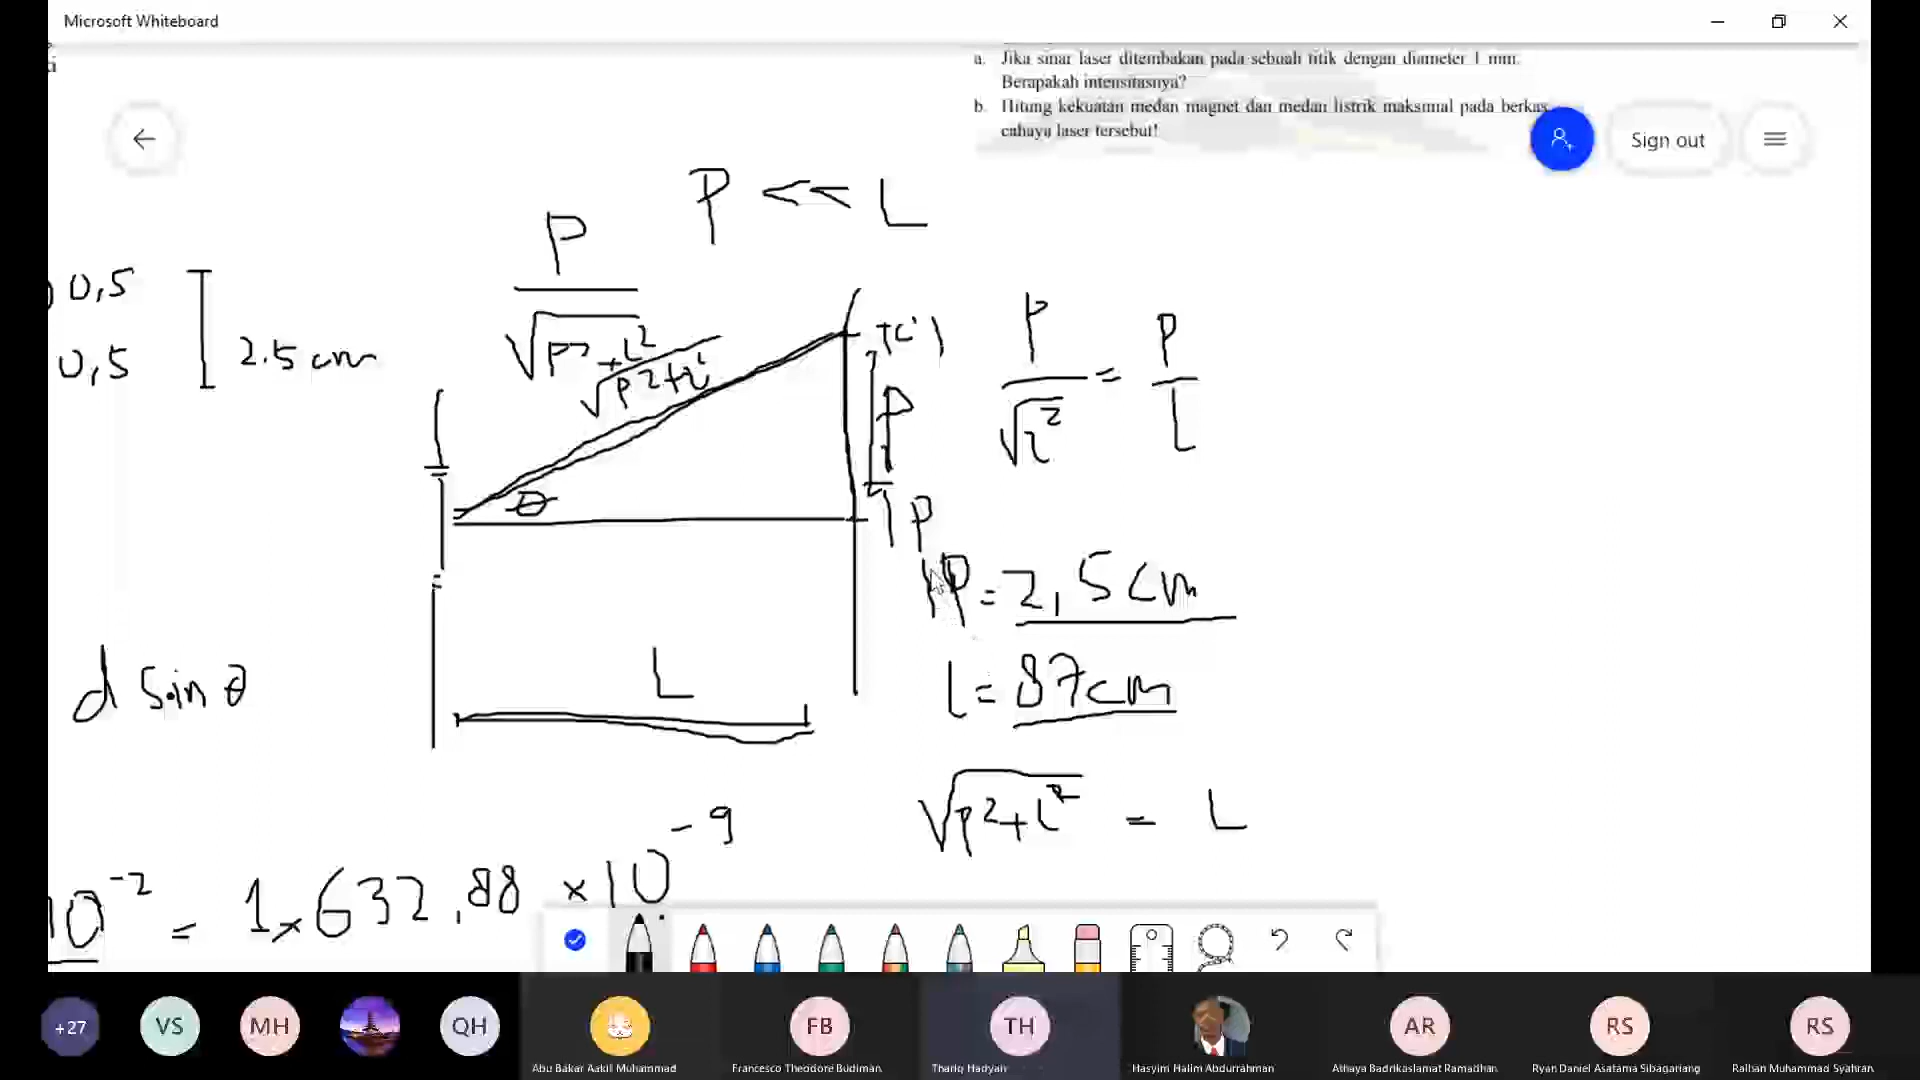 Microsoft Whiteboard
a. Jika sinar laser ditembakan pada sebuah titik dengan diameter 1 mm.
Berapakah intensitasnya?
b. Hitung kekuatan medan magnet dan medan listrik maksimal pada berkas
cahaya laser tersebut!
Sign out
P << L
P
√P²+L²
0,5
0,5
2.5 cm
√P²+L²
θ
P
P
P/√L² = P/L
P = 2,5 cm
L = 87cm
L
d sin θ
√P²+L² = L
10⁻² = 1 x 632,88 x 10⁻⁹
+27
VS
MH
QH
FB
TH
AR
RS
RS
Abu Bakar Aakil Muhammad
Francesco Theodore Budiman
Thariq Hadyan
Hasyim Halim Abdurrahman
Athaya Badrikaslamat Ramadhan
Ryan Daniel Asatama Sibagariang
Raihan Muhammad Syahran